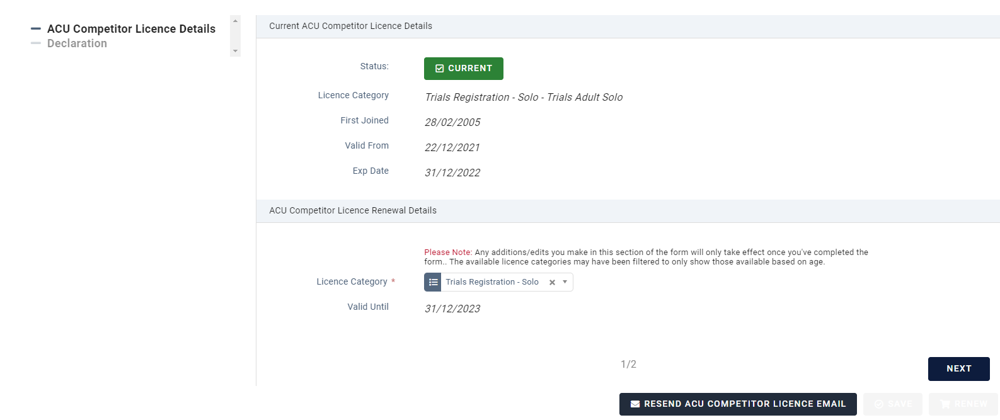 ACU Competitor Licence Details
Declaration
Current ACU Competitor Licence Details
Status:
CURRENT
Licence Category
Trials Registration - Solo - Trials Adult Solo
First Joined
28/02/2005
Valid From
22/12/2021
Exp Date
31/12/2022
ACU Competitor Licence Renewal Details
Please Note: Any additions/edits you make in this section of the form will only take effect once you've completed the
form.. The available licence categories may have been filtered to only show those available based on age.
Licence Category *
Trials Registration - Solo
Valid Until
31/12/2023
1/2
NEXT
RESEND ACU COMPETITOR LICENCE EMAIL
SAVE
RENEW